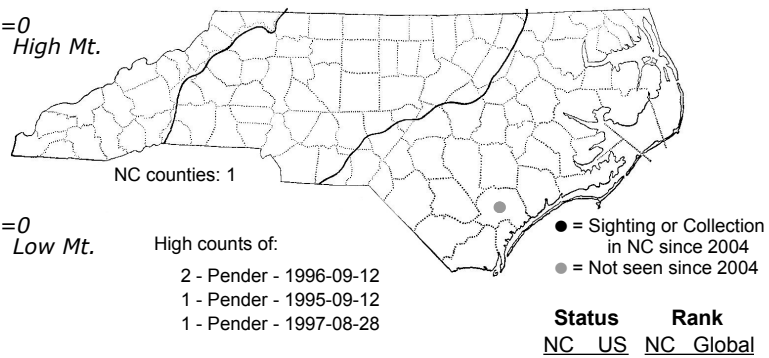 =0
High Mt.
NC counties: 1
=0
Low Mt.
High counts of:
2 - Pender - 1996-09-12
1 - Pender - 1995-09-12
1 - Pender - 1997-08-28
● = Sighting or Collection
in NC since 2004
● = Not seen since 2004
Status Rank
NC US NC Global